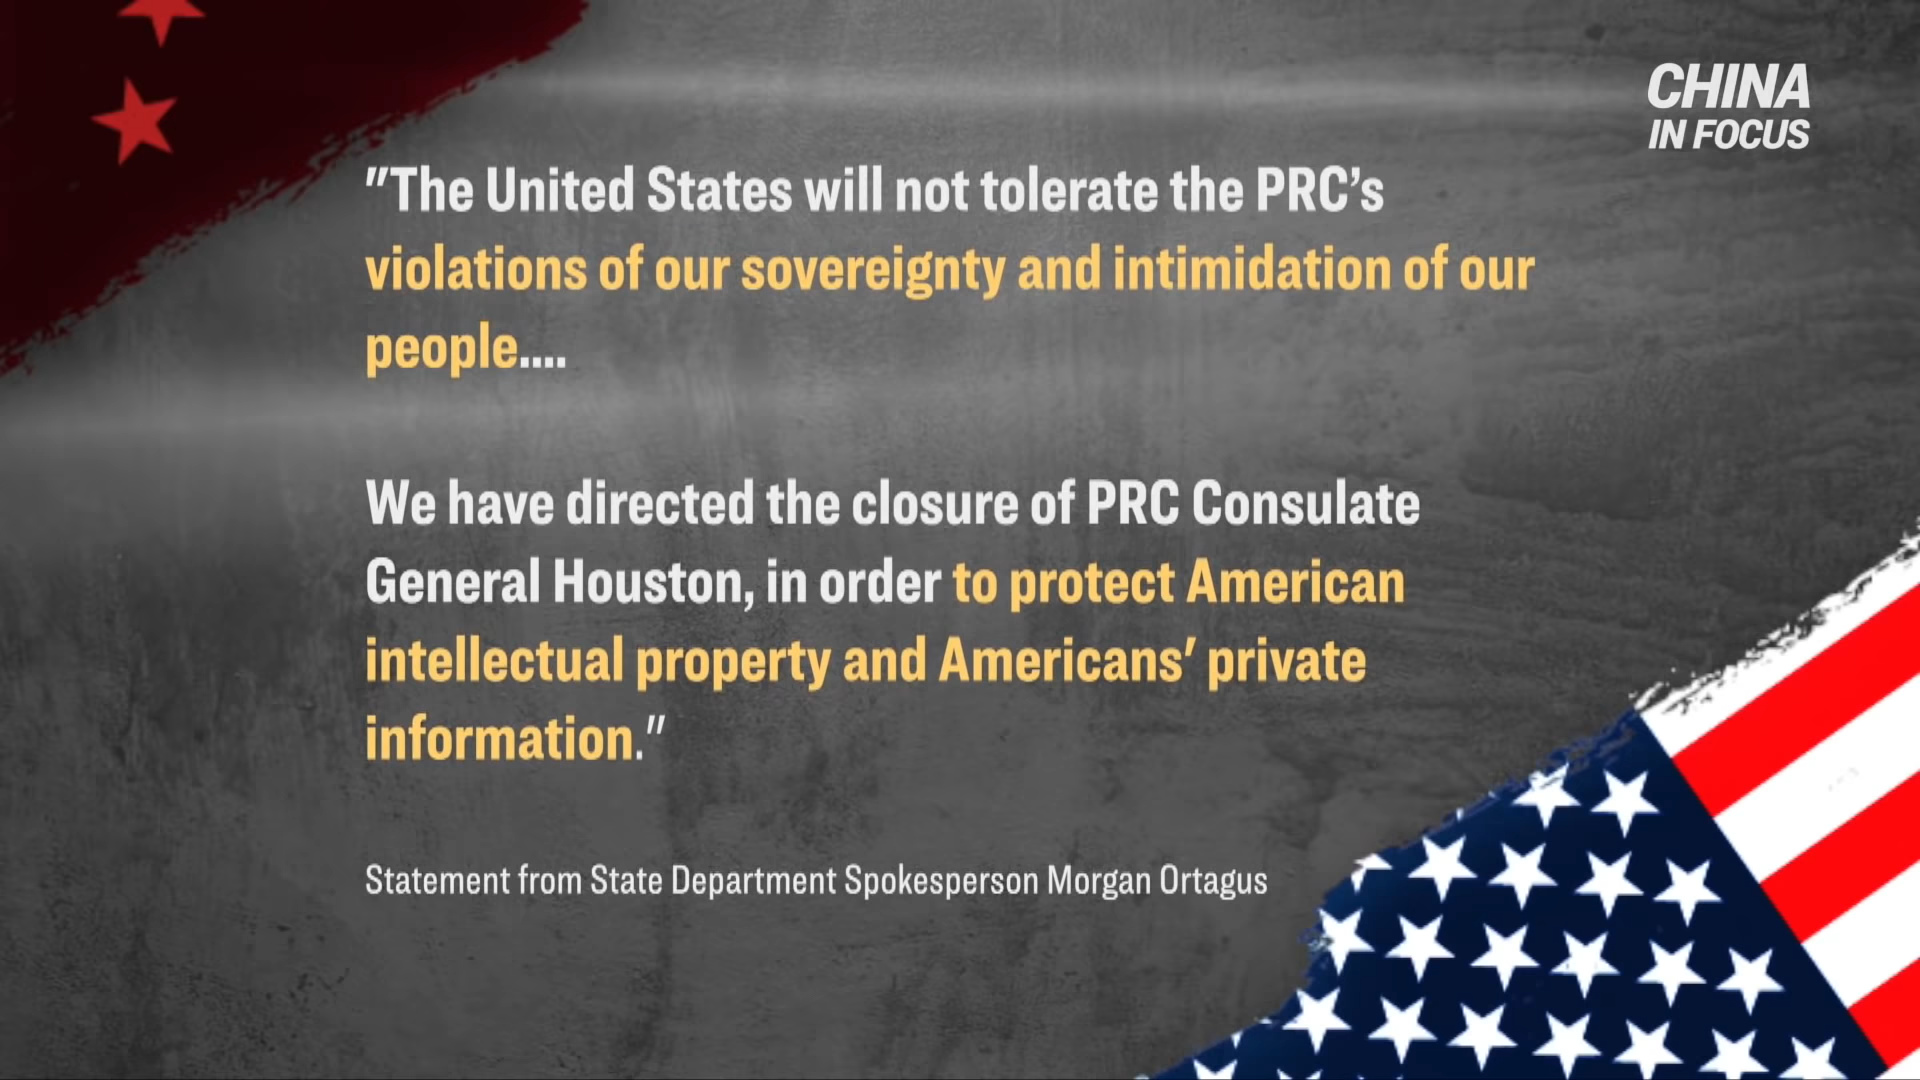 CHINA
IN FOCUS
"The United States will not tolerate the PRC’s
violations of our sovereignty and intimidation of our
people....
We have directed the closure of PRC Consulate
General Houston, in order to protect American
intellectual property and Americans’ private
information."
Statement from State Department Spokesperson Morgan Ortagus